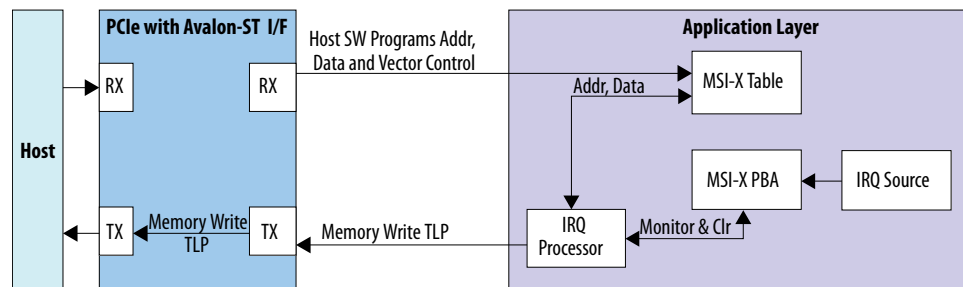 PCIe with Avalon-ST I/F
Application Layer
Host SW Programs Addr,
Data and Vector Control
RX
RX
Addr, Data
MSI-X Table
Host
MSI-X PBA
IRQ Source
TX
Memory Write
TLP
TX
Memory Write TLP
IRQ
Processor
Monitor & Clr